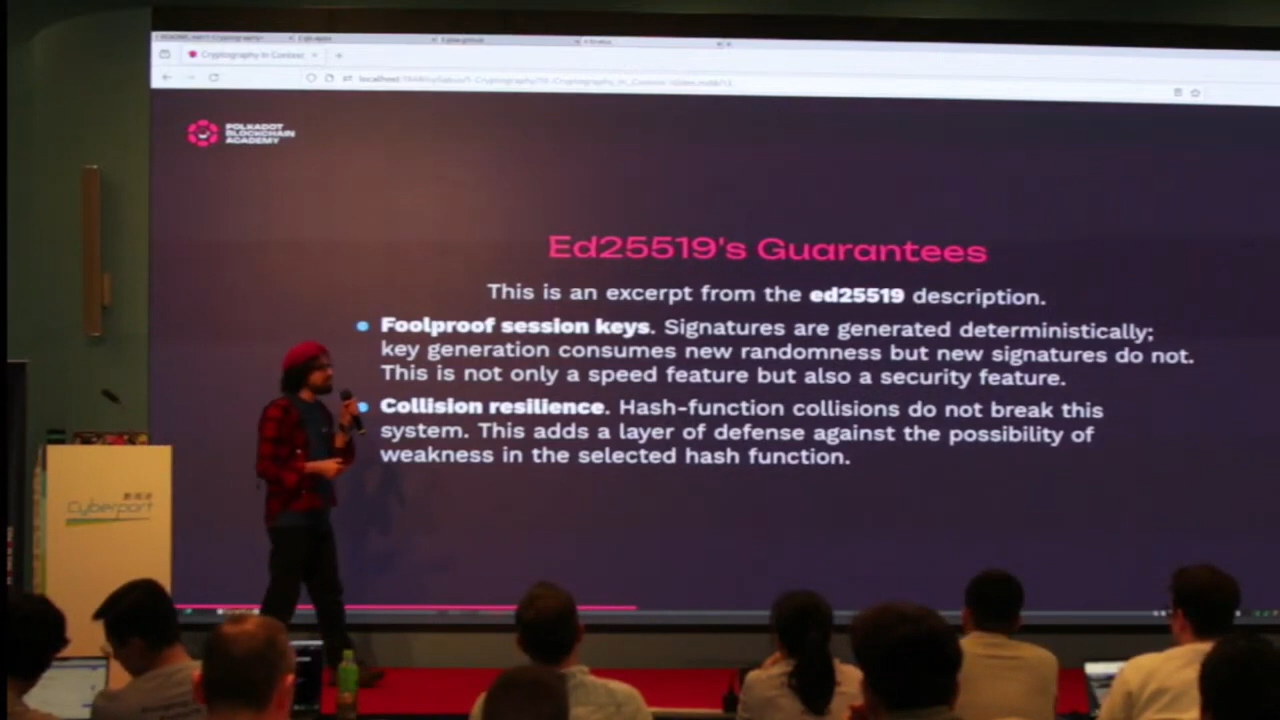 Cryptography in Context
POLKADOT
BLOCKCHAIN
ACADEMY
Ed25519's Guarantees
This is an excerpt from the ed25519 description.
Foolproof session keys. Signatures are generated deterministically;
key generation consumes new randomness but new signatures do not.
This is not only a speed feature but also a security feature.
Collision resilience. Hash-function collisions do not break this
system. This adds a layer of defense against the possibility of
weakness in the selected hash function.
Cyberport